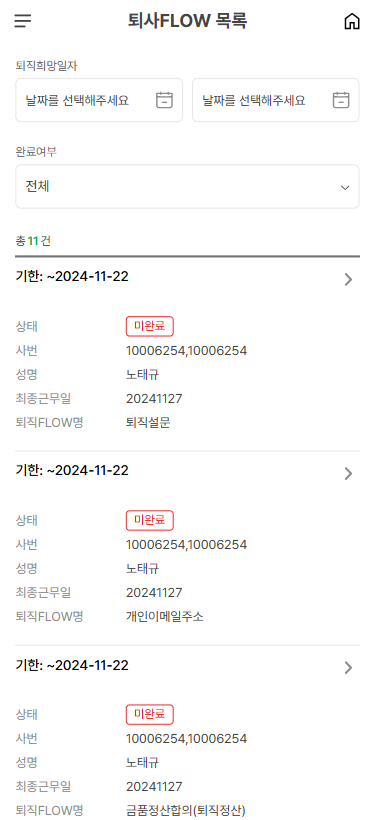 퇴사FLOW 목록
퇴직희망일자
날짜를 선택해주세요 날짜를 선택해주세요
완료여부
전체
총 11 건
기한: ~2024-11-22
상태 미완료
사번 10006254,10006254
성명 노태규
최종근무일 20241127
퇴직FLOW명 퇴직설문
기한: ~2024-11-22
상태 미완료
사번 10006254,10006254
성명 노태규
최종근무일 20241127
퇴직FLOW명 개인이메일주소
기한: ~2024-11-22
상태 미완료
사번 10006254,10006254
성명 노태규
최종근무일 20241127
퇴직FLOW명 금품정산합의(퇴직정산)